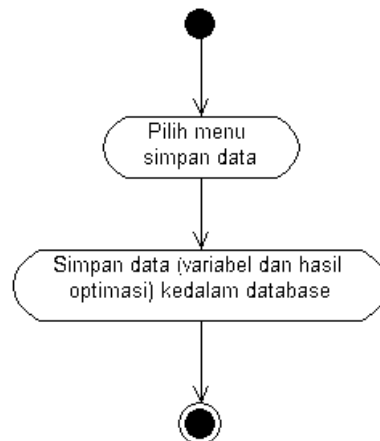 Pilih menu
simpan data
Simpan data (variabel dan hasil
optimasi) kedalam database